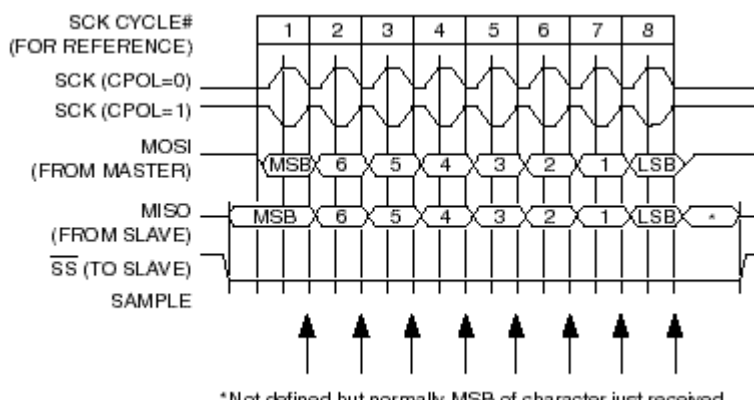 SCK CYCLE# 1 2 3 4 5 6 7 8
(FOR REFERENCE)
SCK (CPOL=0)
SCK (CPOL=1)
MOSI
(FROM MASTER) MSB 6 5 4 3 2 1 LSB
MISO MSB 6 5 4 3 2 1 LSB *
(FROM SLAVE)
SS (TO SLAVE)
SAMPLE
*Not defined but normally MSB of character just received